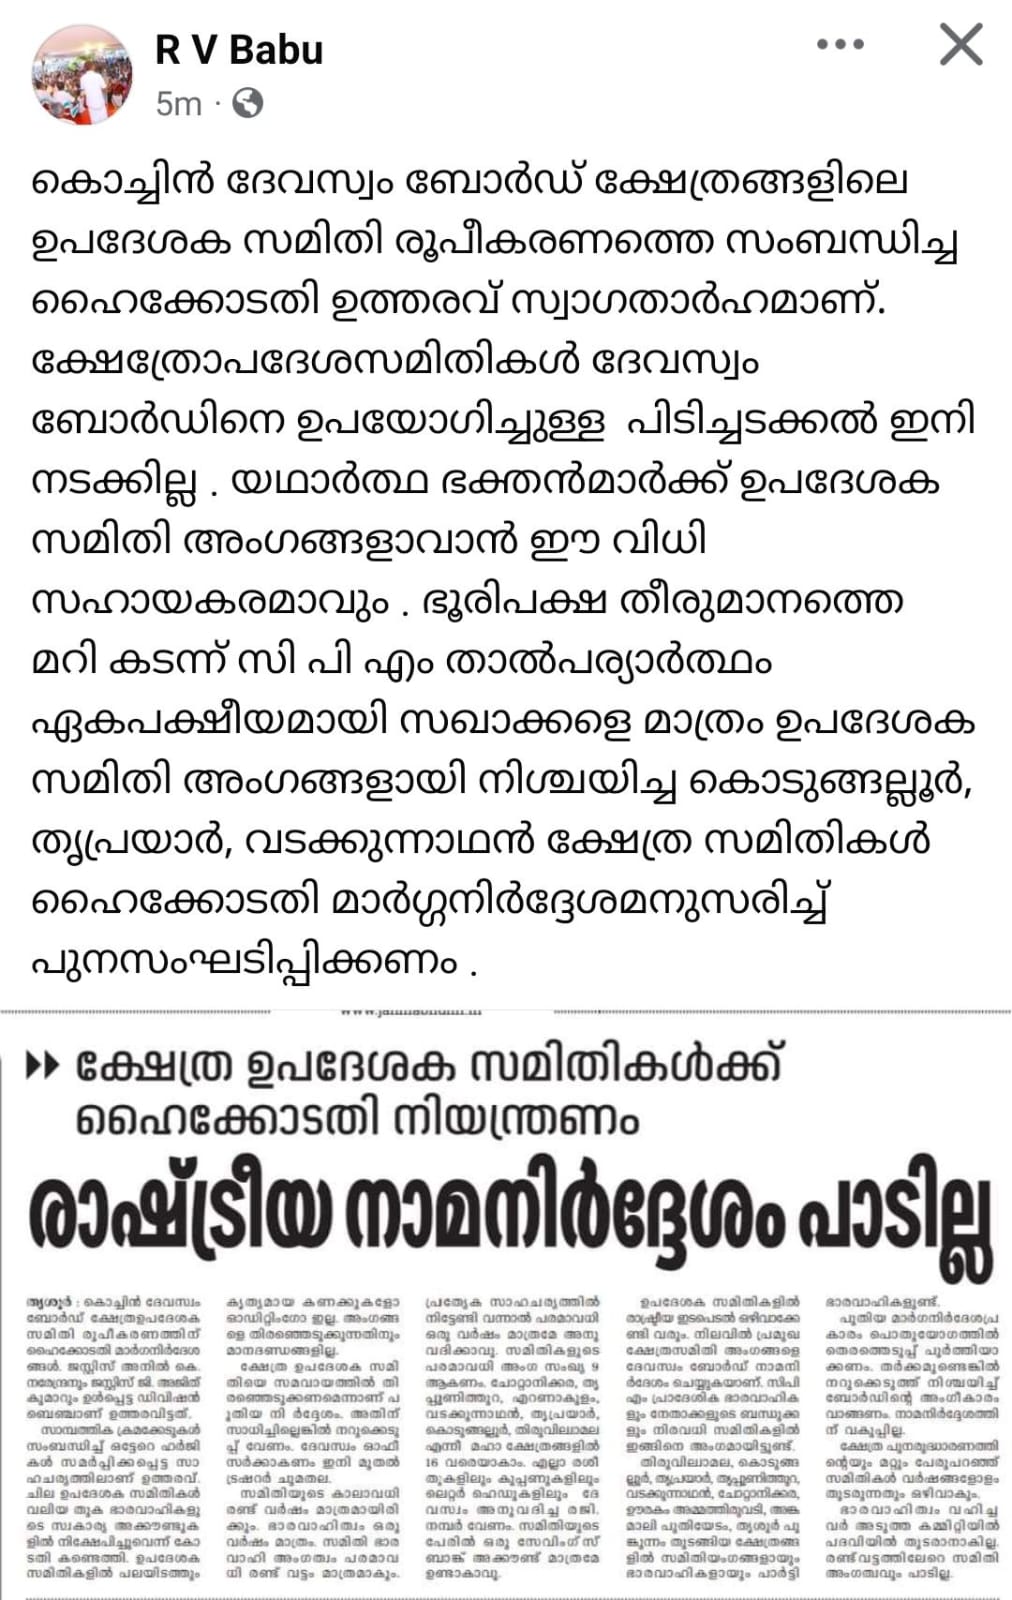 R V Babu
5m
കൊച്ചിൻ ദേവസ്വം ബോർഡ് ക്ഷേത്രങ്ങളിലെ
ഉപദേശക സമിതി രൂപീകരണത്തെ സംബന്ധിച്ച
ഹൈക്കോടതി ഉത്തരവ് സ്വാഗതാർഹമാണ്.
ക്ഷേത്രോപദേശസമിതികൾ ദേവസ്വം
ബോർഡിനെ ഉപയോഗിച്ചുള്ള പിടിച്ചടക്കൽ ഇനി
നടക്കില്ല . യഥാർത്ഥ ഭക്തൻമാർക്ക് ഉപദേശക
സമിതി അംഗങ്ങളാവാൻ ഈ വിധി
സഹായകരമാവും . ഭൂരിപക്ഷ തീരുമാനത്തെ
മറി കടന്ന് സി പി എം താൽപര്യാർത്ഥം
ഏകപക്ഷീയമായി സഖാക്കളെ മാത്രം ഉപദേശക
സമിതി അംഗങ്ങളായി നിശ്ചയിച്ച കൊടുങ്ങല്ലൂർ,
തൃപ്രയാർ, വടക്കുന്നാഥൻ ക്ഷേത്ര സമിതികൾ
ഹൈക്കോടതി മാർഗ്ഗനിർദ്ദേശമനുസരിച്ച്
പുനസംഘടിപ്പിക്കണം .
ക്ഷേത്ര ഉപദേശക സമിതികൾക്ക്
ഹൈക്കോടതി നിയന്ത്രണം
രാഷ്ട്രീയ നാമനിർദ്ദേശം പാടില്ല
തൃശൂർ : കൊച്ചിൻ ദേവസ്വം
ബോർഡ് ക്ഷേത്രഉപദേശക
സമിതി രൂപീകരണത്തിന്
ഹൈക്കോടതി മാർഗനിർദേശ
ങ്ങൾ. ജസ്റ്റിസ് അനിൽ കെ.
നരേന്ദ്രനും ജസ്റ്റിസ് ജി. അജിത്
കുമാറും ഉൾപ്പെട്ട ഡിവിഷൻ
ബെഞ്ചാണ് ഉത്തരവിട്ടത്.
സാമ്പത്തിക ക്രമക്കേടുകൾ
സംബന്ധിച്ച് ഒട്ടേറെ ഹർജി
കൾ സമർപ്പിക്കപ്പെട്ട സാ
ഹചര്യത്തിലാണ് ഉത്തരവ്.
ചില ഉപദേശക സമിതികൾ
വലിയ തുക ഭാരവാഹികളു
ടെ സ്വകാര്യ അക്കൗണ്ടുക
ളിൽ നിക്ഷേപിച്ചുവെന്ന് കോ
ടതി കണ്ടെത്തി. ഉപദേശക
സമിതികളിൽ പലയിടത്തും
കൃത്യമായ കണക്കുകളോ
ഓഡിറ്റിംഗോ ഇല്ല. അംഗങ്ങ
ളെ തിരഞ്ഞെടുക്കുന്നതിനും
മാനദണ്ഡങ്ങളില്ല.
ക്ഷേത്ര ഉപദേശക സമി
തിയെ സമവായത്തിൽ തി
രഞ്ഞെടുക്കണമെന്നാണ് പ
ുതിയ നി ർദ്ദേശം. അതിന്
സാധിച്ചില്ലെങ്കിൽ നറുക്കെടു
പ്പ് വേണം. ദേവസ്വം ഓഫീ
സർക്കാകണം ഇനി മുതൽ
ട്രഷറർ ചുമതല.
സമിതിയുടെ കാലാവധി
രണ്ട് വർഷം മാത്രമായിരി
ക്കും. ഭാരവാഹിത്വം ഒരു
വർഷം മാത്രം. സമിതി ഭാര
വാഹി അംഗത്വം പരമാവ
ധി രണ്ട് വട്ടം മാത്രമാകും.
പ്രത്യേക സാഹചര്യത്തിൽ
നീട്ടേണ്ടി വന്നാൽ പരമാവധി
ഒരു വർഷം മാത്രമേ അനു
വദിക്കാവൂ. സമിതികളുടെ
പരമാവധി അംഗ സംഖ്യ 9
ആകണം. ചോറ്റാനിക്കര, തൃ
പ്പൂണിത്തുറ, എറണാകുളം,
വടക്കുന്നാഥൻ, തൃപ്രയാർ,
കൊടുങ്ങല്ലൂർ, തിരുവില്വാമല
എന്നീ മഹാ ക്ഷേത്രങ്ങളിൽ
16 വരെയാകാം. എല്ലാ രശീ
തുകളിലും കൂപ്പണുകളിലും
ലെറ്റർ ഹെഡുകളിലും ദേ
വസ്വം അനുവദിച്ച രജി.
നമ്പർ വേണം. സമിതിയുടെ
പേരിൽ ഒരു സേവിംഗ്സ്
ബാങ്ക് അക്കൗണ്ട് മാത്രമേ
ഉണ്ടാകാവൂ.
ഉപദേശക സമിതികളിൽ
രാഷ്ട്രീയ ഇടപെടൽ ഒഴിവാക്കേ
ണ്ടി വരും. നിലവിൽ പ്രമുഖ
ക്ഷേത്രസമിതി അംഗങ്ങളെ
ദേവസ്വം ബോർഡ് നാമനി
ർദേശം ചെയ്യുകയാണ്. സിപി
എം പ്രാദേശിക ഭാരവാഹിക
ളും നേതാക്കളുടെ ബന്ധുക്ക
ളും നിരവധി സമിതികളിൽ
ഇങ്ങിനെ അംഗമായിട്ടുണ്ട്.
തിരുവില്വാമല, കൊടുങ്ങ
ല്ലൂർ, തൃപ്രയാർ, തൃപ്പൂണിത്തുറ,
വടക്കുന്നാഥൻ, ചോറ്റാനിക്കര,
ഊരകം അമ്മത്തിരുവടി, അങ്ക
മാലി പുതിയേടം, തൃശൂർ പൂ
ങ്കുന്നം തുടങ്ങിയ ക്ഷേത്രങ്ങ
ളിൽ സമിതിയംഗങ്ങളായും
ഭാരവാഹികളായും പാർട്ടി
ഭാരവാഹികളുണ്ട്.
പുതിയ മാർഗനിർദേശപ്ര
കാരം പൊതുയോഗത്തിൽ
തെരത്തെടുപ്പ് പൂർത്തിയാ
ക്കണം. തർക്കമുണ്ടെങ്കിൽ
നറുക്കെടുത്ത് നിശ്ചയിച്ച്
ബോർഡിന്റെ അംഗീകാരം
വാങ്ങണം. നാമനിർദ്ദേശത്തി
ന് വകുപ്പില്ല.
ക്ഷേത്ര പുനരുദ്ധാരണത്തി
ന്റെയും മറ്റും പേരുപറഞ്ഞ്
സമിതികൾ വർഷങ്ങളോളം
തുടരുന്നതും ഒഴിവാകും.
ഭാരവാഹിത്വം വഹിച്ച
വർ അടുത്ത കമ്മിറ്റിയിൽ
പദവിയിൽ തുടരാനാകില്ല.
രണ്ട് വട്ടത്തിലേറെ സമിതി
അംഗത്വവും പാടില്ല.